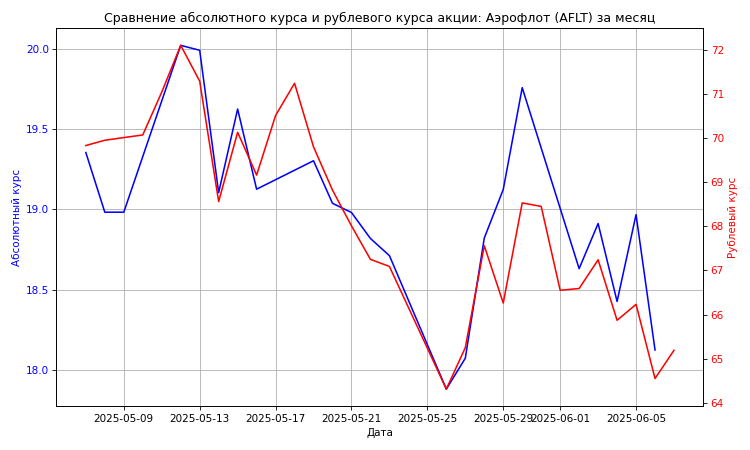 Сравнение абсолютного курса и рублевого курса акции: Аэрофлот (AFLT) за месяц
Абсолютный курс
20.0
19.5
19.0
18.5
18.0
72
71
70
69
68
67
66
65
64
Рублевый курс
2025-05-09 2025-05-13 2025-05-17 2025-05-21 2025-05-25 2025-05-29 2025-06-01 2025-06-05
Дата